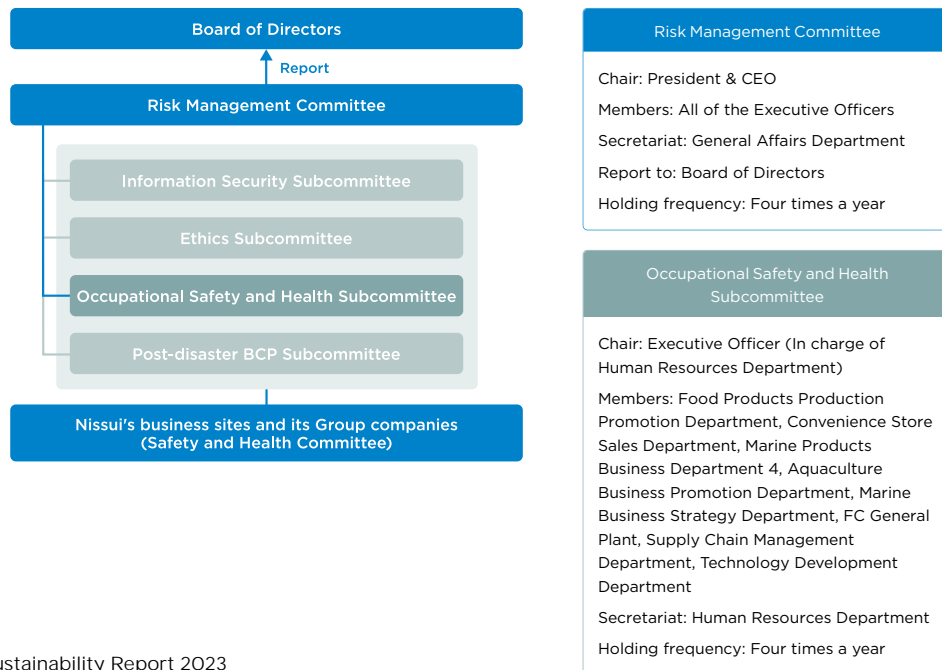 Board of Directors
Report
Risk Management Committee
Information Security Subcommittee
Ethics Subcommittee
Occupational Safety and Health Subcommittee
Post-disaster BCP Subcommittee
Nissui's business sites and its Group companies
(Safety and Health Committee)
Risk Management Committee
Chair: President & CEO
Members: All of the Executive Officers
Secretariat: General Affairs Department
Report to: Board of Directors
Holding frequency: Four times a year
Occupational Safety and Health
Subcommittee
Chair: Executive Officer (In charge of
Human Resources Department)
Members: Food Products Production
Promotion Department, Convenience Store
Sales Department, Marine Products
Business Department 4, Aquaculture
Business Promotion Department, Marine
Business Strategy Department, FC General
Plant, Supply Chain Management
Department, Technology Development
Department
Secretariat: Human Resources Department
Holding frequency: Four times a year
ustainability Report 2023